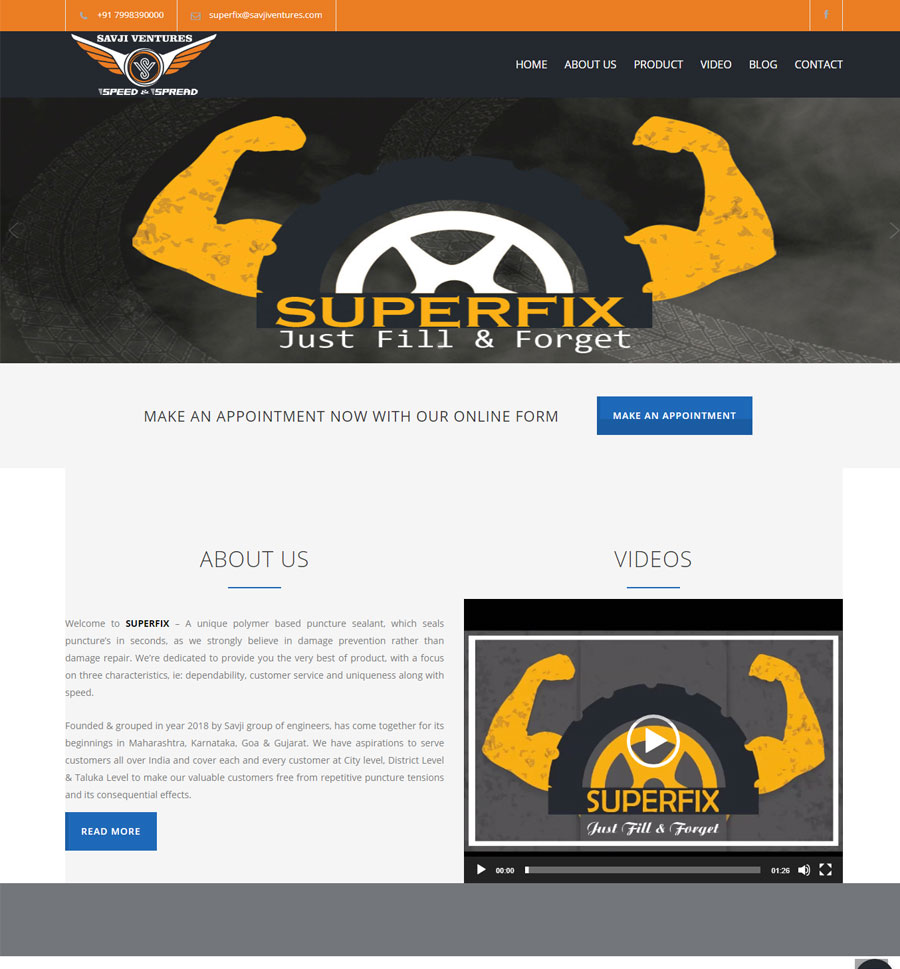 +91 7998390000
superfix@savjiventures.com
SAVJI VENTURES
SPEED & SPREAD
HOME ABOUT US PRODUCT VIDEO BLOG CONTACT
SUPERFIX
Just Fill & Forget
MAKE AN APPOINTMENT NOW WITH OUR ONLINE FORM
MAKE AN APPOINTMENT
ABOUT US
Welcome to SUPERFIX – A unique polymer based puncture sealant, which seals
puncture's in seconds, as we strongly believe in damage prevention rather than
damage repair. We're dedicated to provide you the very best of product, with a focus
on three characteristics, ie: dependability, customer service and uniqueness along with
speed.
Founded & grouped in year 2018 by Savji group of engineers, has come together for its
beginnings in Maharashtra, Karnataka, Goa & Gujarat. We have aspirations to serve
customers all over India and cover each and every customer at City level, District Level
& Taluka Level to make our valuable customers free from repetitive puncture tensions
and its consequential effects.
READ MORE
VIDEOS
SUPERFIX
Just Fill & Forget
00:00 01:26